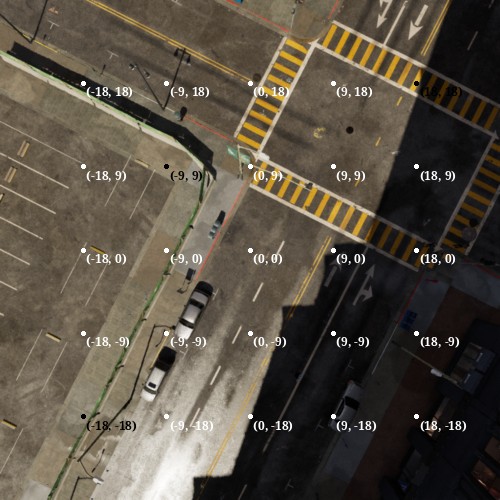 (-18, 18) (-9, 18) (0, 18) (9, 18) (18, 18)
(-18, 9) (-9, 9) (0, 9) (9, 9) (18, 9)
(-18, 0) (-9, 0) (0, 0) (9, 0) (18, 0)
(-18, -9) (-9, -9) (0, -9) (9, -9) (18, -9)
(-18, -18) (-9, -18) (0, -18) (9, -18) (18, -18)